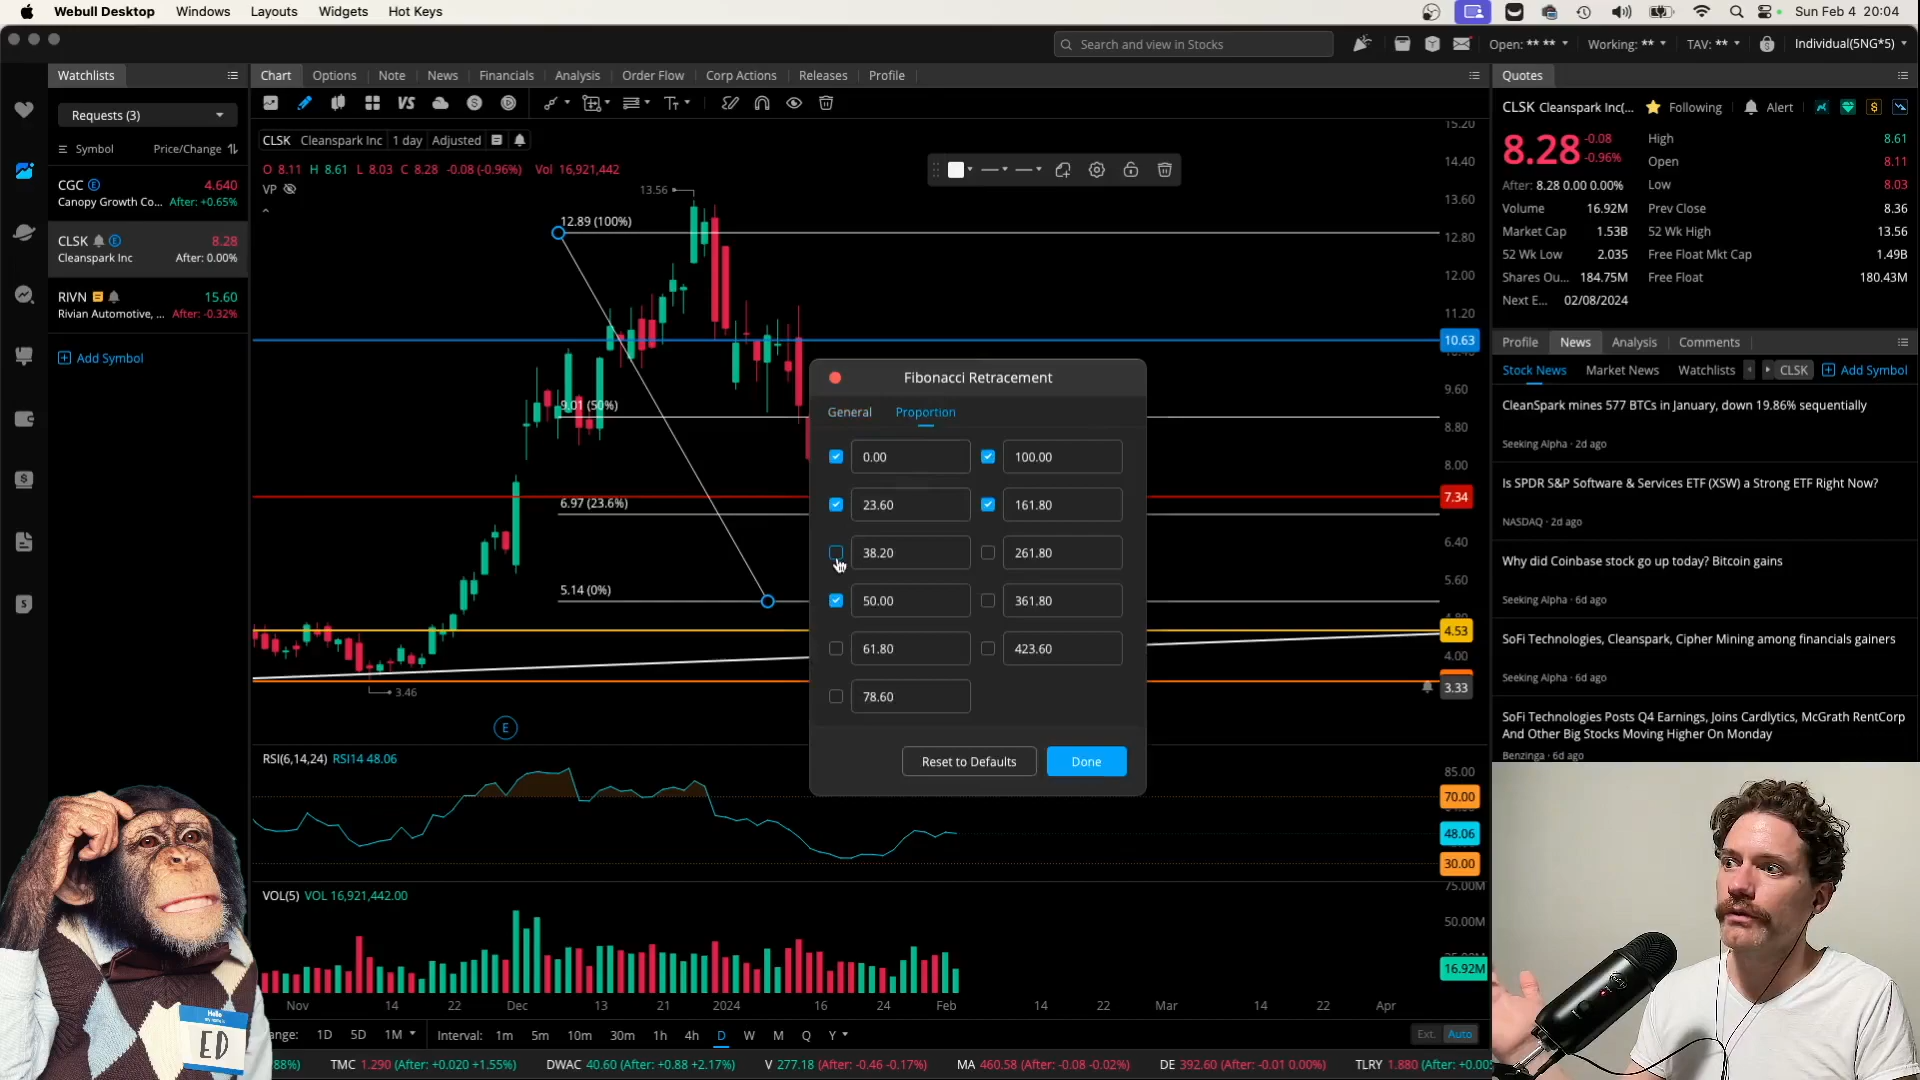 Webull Desktop Windows Layouts Widgets Hot Keys
Sun Feb 4 20:04
Search and view in Stocks
Open: ** ** Working: ** TAV: ** Individual(5NG*5)
Watchlists
Chart Options Note News Financials Analysis Order Flow Corp Actions Releases Profile
Quotes
Requests (3)
Symbol Price/Change
CGC E 4.640
Canopy Growth Co... After: +0.65%
CLSK E 8.28
Cleanspark Inc After: 0.00%
RIVN 15.60
Rivian Automotive, ... After: -0.32%
Add Symbol
VS
CLSK Cleanspark Inc 1 day Adjusted
O 8.11 H 8.61 L 8.03 C 8.28 -0.08 (-0.96%) Vol 16,921,442
VP
13.56
12.89 (100%)
9.01 (50%)
6.97 (23.6%)
5.14 (0%)
3.46
E
15.20
14.40
13.60
12.80
12.00
11.20
10.63
9.60
8.80
8.00
7.34
6.40
5.60
4.53
4.00
3.33
Fibonacci Retracement
General Proportion
0.00 100.00
23.60 161.80
38.20 261.80
50.00 361.80
61.80 423.60
78.60
Reset to Defaults Done
RSI(6,14,24) RSI14 48.06
85.00
70.00
48.06
30.00
VOL(5) VOL 16,921,442.00
75.00M
50.00M
16.92M
Nov 14 22 Dec 13 21 2024 16 24 Feb 14 22 Mar 14 22 Apr
nge: 1D 5D 1M Interval: 1m 5m 10m 30m 1h 4h D W M Q Y
Ext. Auto
88%) TMC 1.290 (After: +0.020 +1.55%) DWAC 40.60 (After: +0.88 +2.17%) V 277.18 (After: -0.46 -0.17%) MA 460.58 (After: -0.08 -0.02%) DE 392.60 (After: -0.01 0.00%) TLRY 1.880 (After: +0.00
CLSK Cleanspark Inc(... Following Alert
8.28 -0.08
-0.96%
After: 8.28 0.00 0.00%
High 8.61
Open 8.11
Low 8.03
Volume 16.92M Prev Close 8.36
Market Cap 1.53B 52 Wk High 13.56
52 Wk Low 2.035 Free Float Mkt Cap 1.49B
Shares Ou... 184.75M Free Float 180.43M
Next E... 02/08/2024
Profile News Analysis Comments
Stock News Market News Watchlists CLSK Add Symbol
CleanSpark mines 577 BTCs in January, down 19.86% sequentially
Seeking Alpha · 2d ago
Is SPDR S&P Software & Services ETF (XSW) a Strong ETF Right Now?
NASDAQ · 2d ago
Why did Coinbase stock go up today? Bitcoin gains
Seeking Alpha · 6d ago
SoFi Technologies, Cleanspark, Cipher Mining among financials gainers
Seeking Alpha · 6d ago
SoFi Technologies Posts Q4 Earnings, Joins Cardlytics, McGrath RentCorp
And Other Big Stocks Moving Higher On Monday
Benzinga · 6d ago
Hello
ED